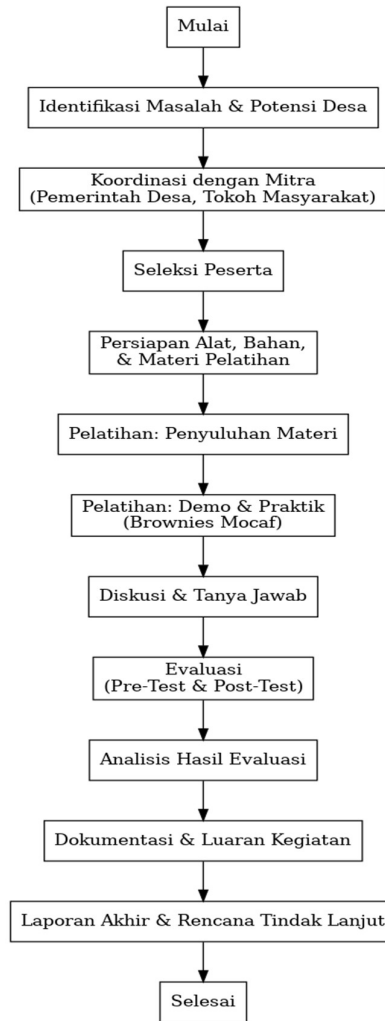 Mulai
Identifikasi Masalah & Potensi Desa
Koordinasi dengan Mitra
(Pemerintah Desa, Tokoh Masyarakat)
Seleksi Peserta
Persiapan Alat, Bahan,
& Materi Pelatihan
Pelatihan: Penyuluhan Materi
Pelatihan: Demo & Praktik
(Brownies Mocaf)
Diskusi & Tanya Jawab
Evaluasi
(Pre-Test & Post-Test)
Analisis Hasil Evaluasi
Dokumentasi & Luaran Kegiatan
Laporan Akhir & Rencana Tindak Lanjut
Selesai